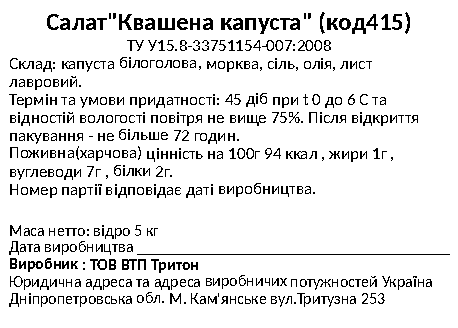 Салат"Квашена капуста" (код415)
ТУ У15.8-33751154-007:2008
Склад: капуста білоголова, морква, сіль, олія, лист
лавровий.
Термін та умови придатності: 45 діб при t 0 до 6 С та
відносній вологості повітря не вище 75%. Після відкриття
пакування - не більше 72 годин.
Поживна(харчова) цінність на 100г 94 ккал , жири 1г ,
вуглеводи 7г , білки 2г.
Номер партії відповідає даті виробництва.
Маса нетто: відро 5 кг
Дата виробництва
Виробник : ТОВ ВТП Тритон
Юридична адреса та адреса виробничих потужностей Україна
Дніпропетровська обл. М. Кам'янське вул.Тритузна 253